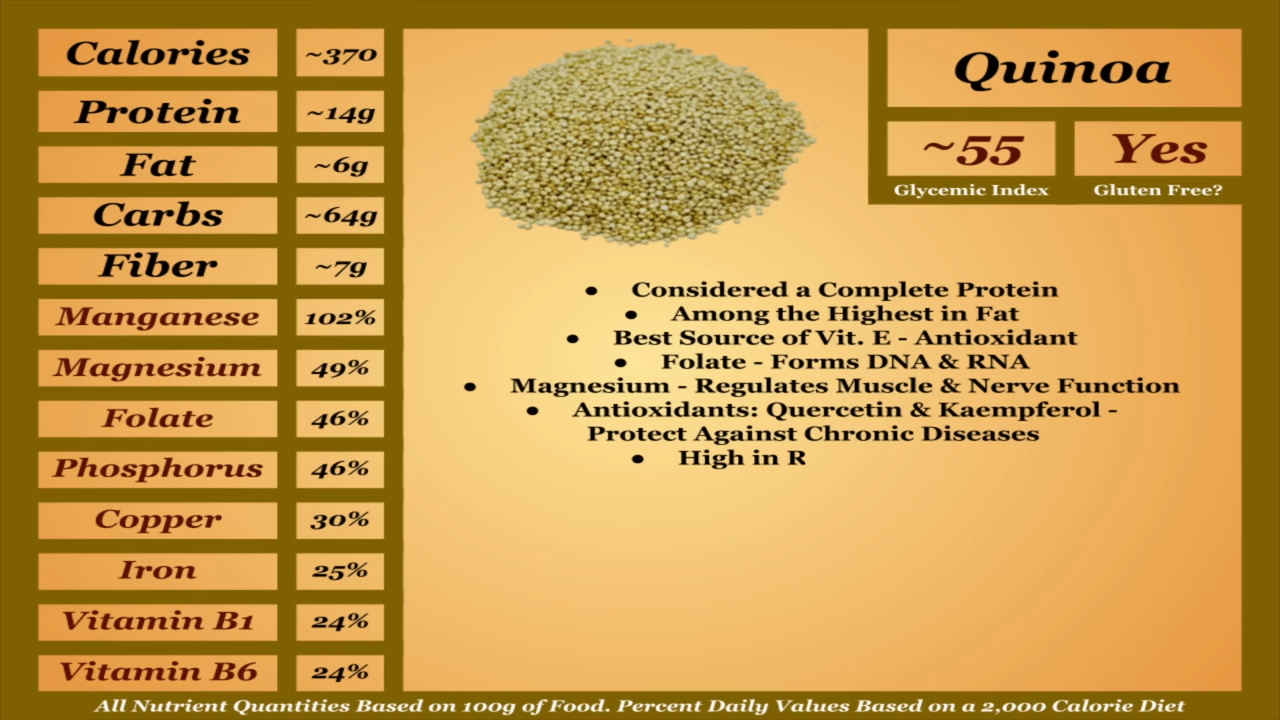 Calories ~370
Protein ~14g
Fat ~6g
Carbs ~64g
Fiber ~7g
Manganese 102%
Magnesium 49%
Folate 46%
Phosphorus 46%
Copper 30%
Iron 25%
Vitamin B1 24%
Vitamin B6 24%
Quinoa
~55 Yes
Glycemic Index Gluten Free?
● Considered a Complete Protein
● Among the Highest in Fat
● Best Source of Vit. E - Antioxidant
● Folate - Forms DNA & RNA
● Magnesium - Regulates Muscle & Nerve Function
● Antioxidants: Quercetin & Kaempferol -
Protect Against Chronic Diseases
● High in R
All Nutrient Quantities Based on 100g of Food. Percent Daily Values Based on a 2,000 Calorie Diet